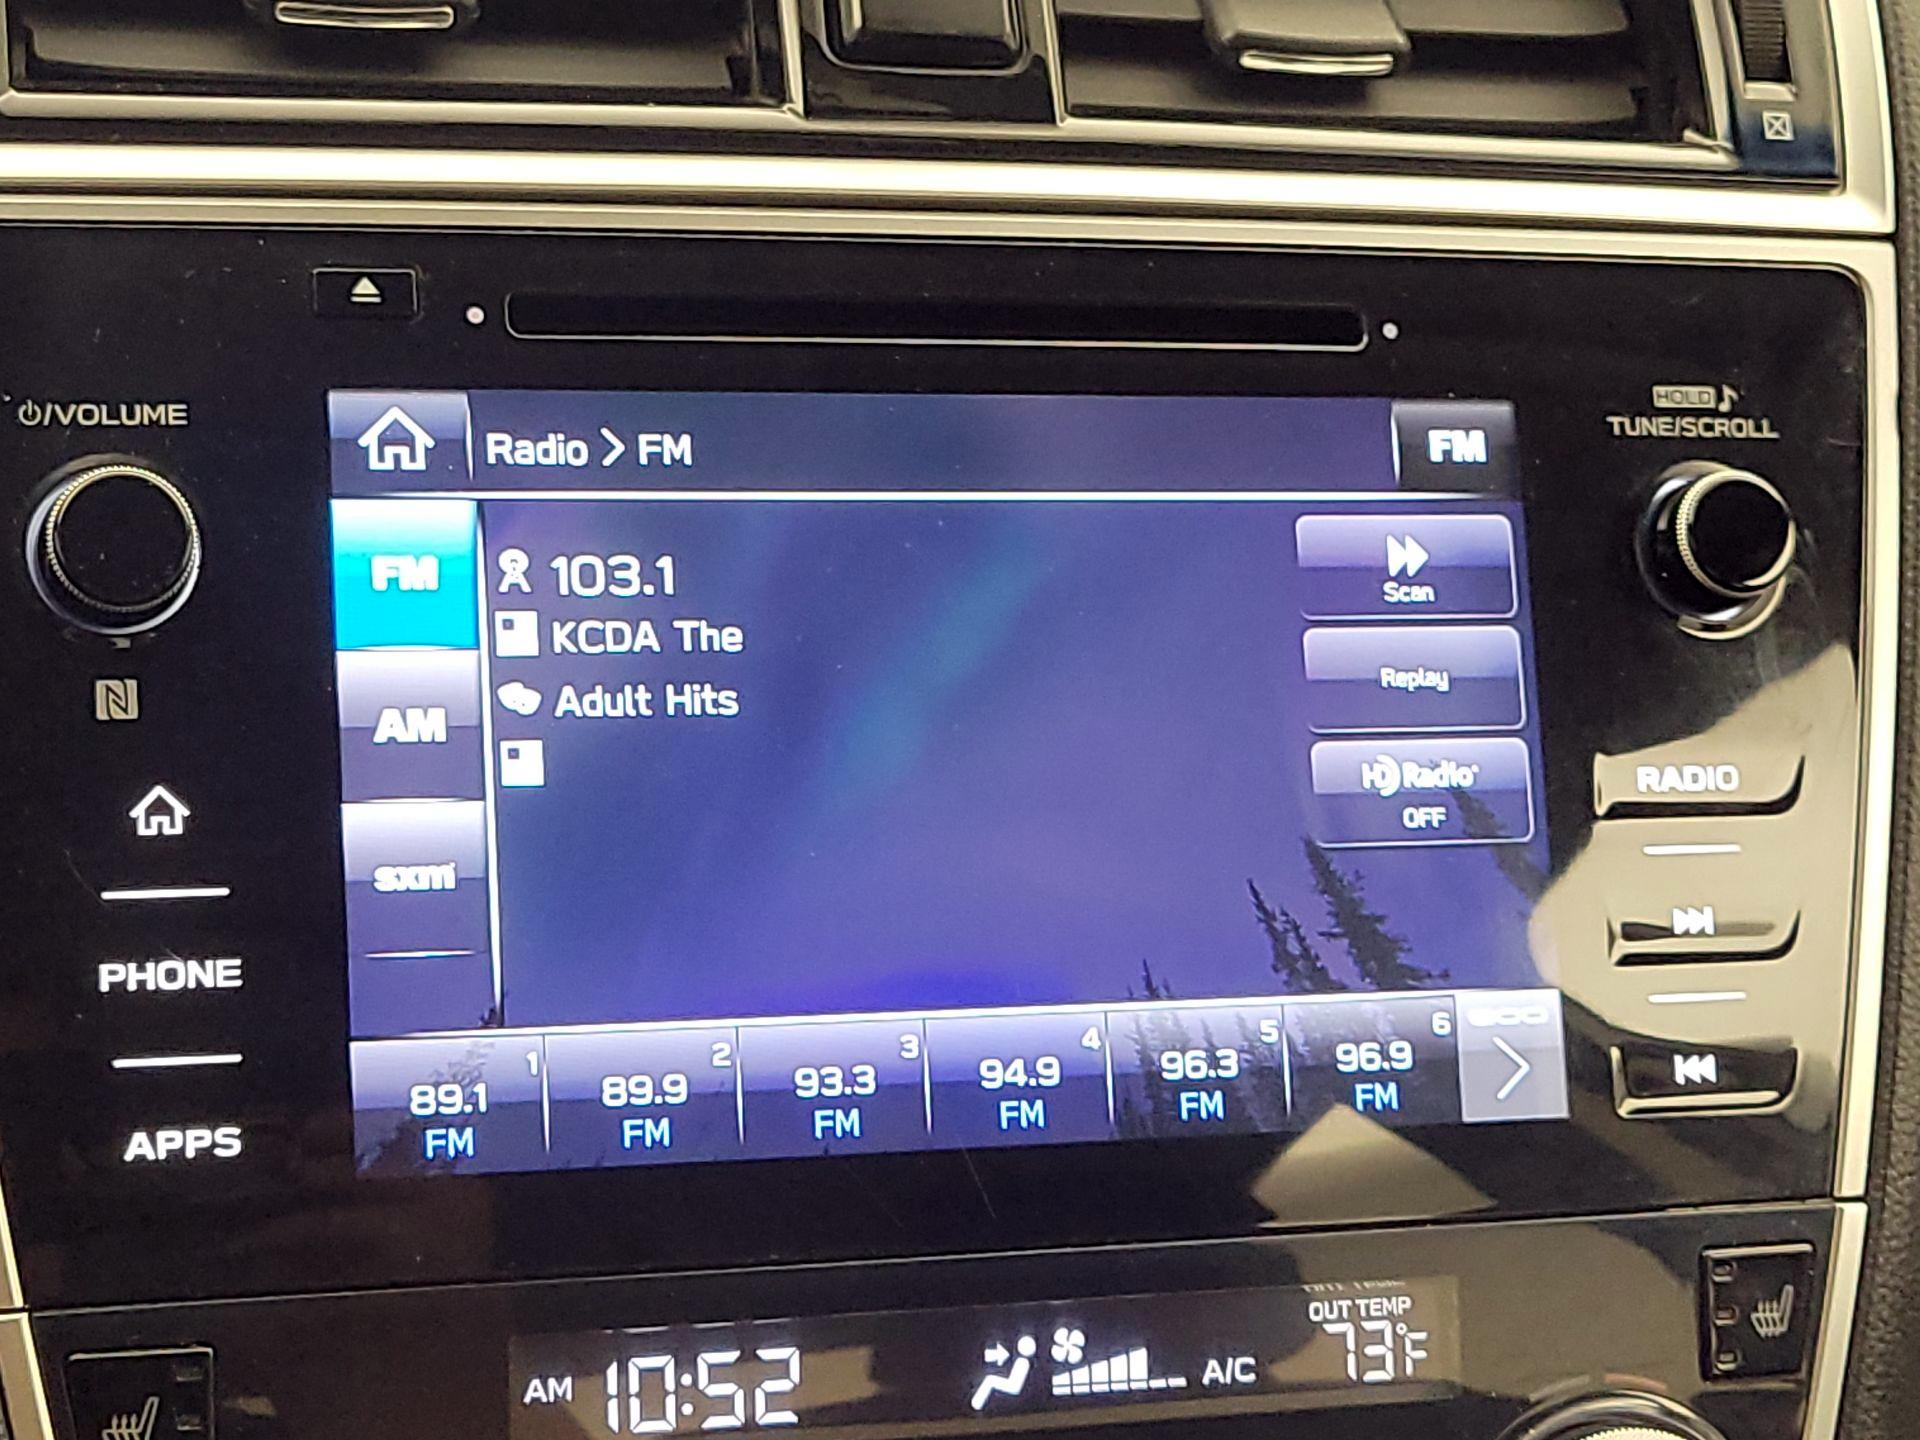 ⏻/VOLUME
HOLD ♪
TUNE/SCROLL
Radio > FM
FM
FM
103.1
Scan
KCDA The
Replay
Adult Hits
AM
HD Radio
OFF
RADIO
sxm
PHONE
APPS
1
89.1
FM
2
89.9
FM
3
93.3
FM
4
94.9
FM
5
96.3
FM
6
96.9
FM
OUT TEMP
73°F
AM 10:52
A/C